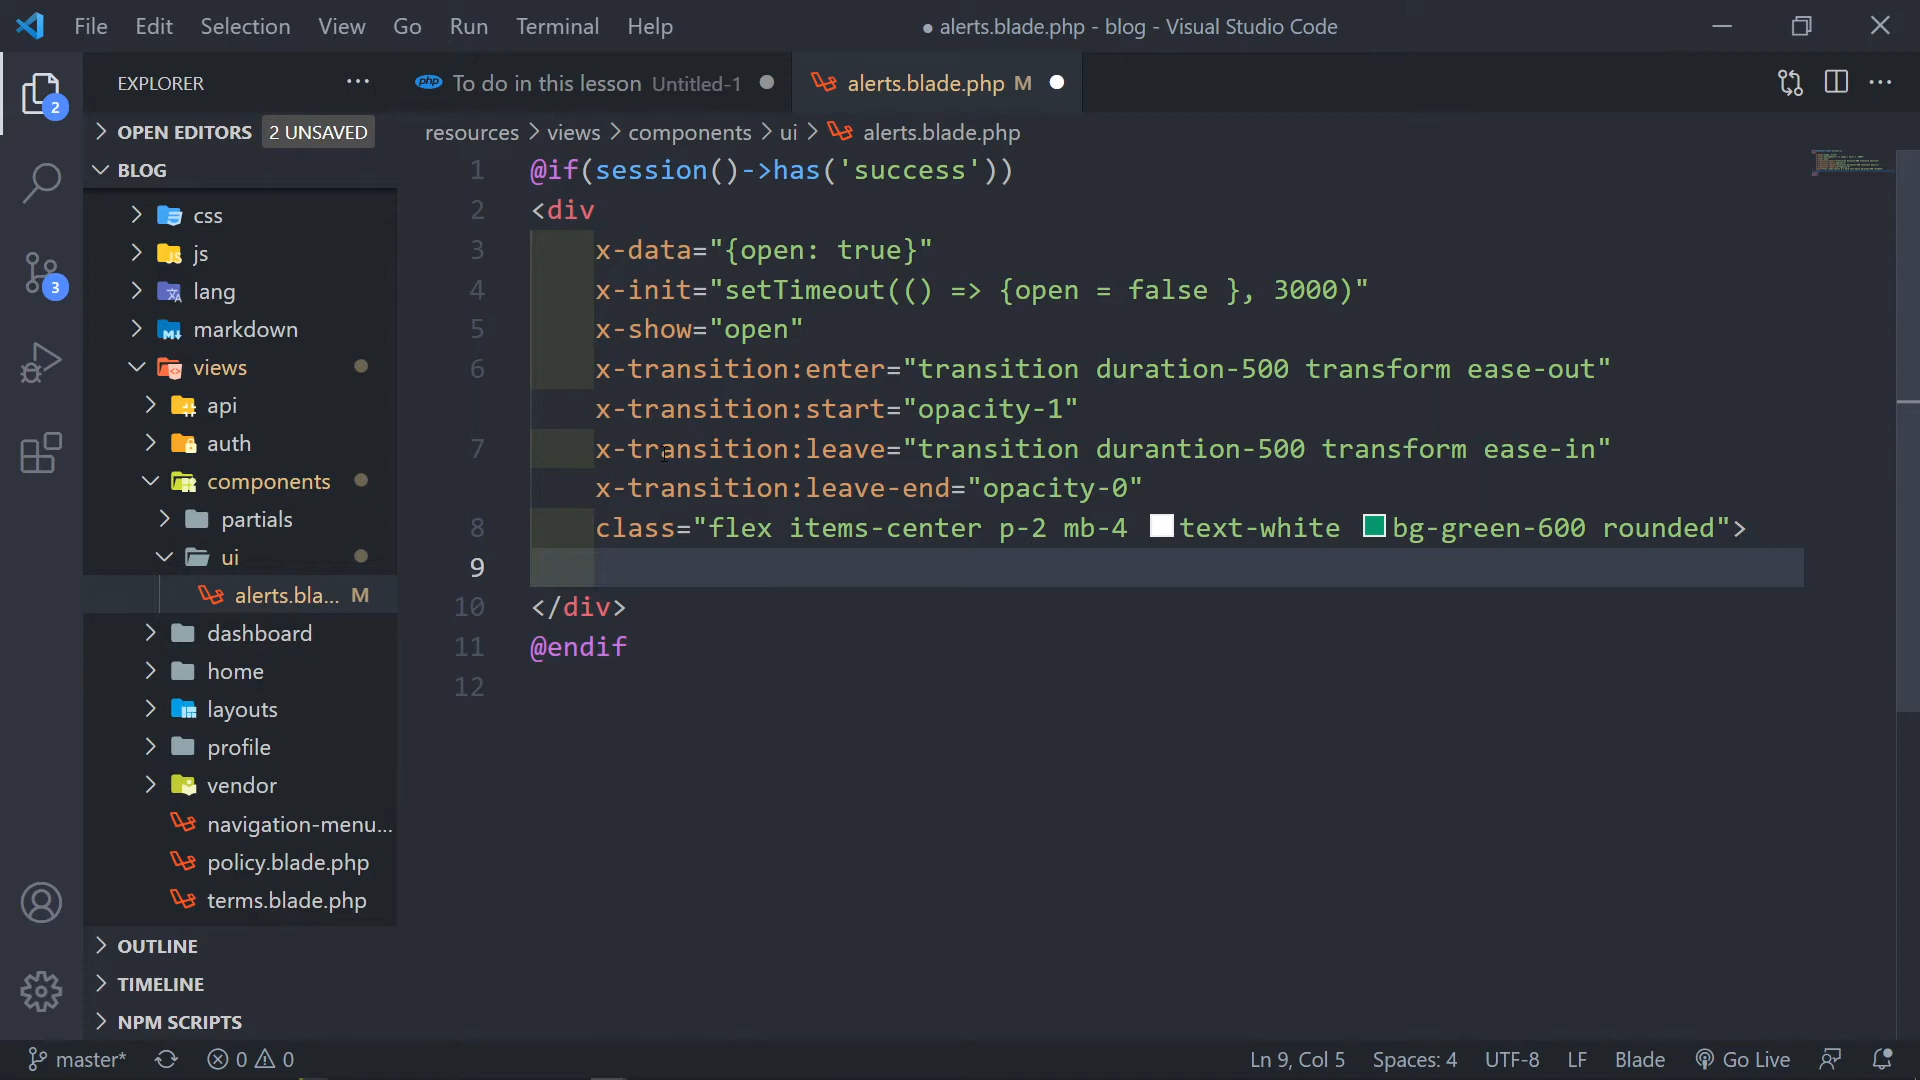 File Edit Selection View Go Run Terminal Help
● alerts.blade.php - blog - Visual Studio Code
EXPLORER
php To do in this lesson Untitled-1
alerts.blade.php M
OPEN EDITORS 2 UNSAVED
resources > views > components > ui > alerts.blade.php
BLOG
css
js
lang
markdown
views
api
auth
components
partials
ui
alerts.bla... M
dashboard
home
layouts
profile
vendor
navigation-menu...
policy.blade.php
terms.blade.php
OUTLINE
TIMELINE
NPM SCRIPTS
2
3
1 @if(session()->has('success'))
2 <div
3 x-data="{open: true}"
4 x-init="setTimeout(() => {open = false }, 3000)"
5 x-show="open"
6 x-transition:enter="transition duration-500 transform ease-out"
x-transition:start="opacity-1"
7 x-transition:leave="transition durantion-500 transform ease-in"
x-transition:leave-end="opacity-0"
8 class="flex items-center p-2 mb-4 text-white bg-green-600 rounded">
9
10 </div>
11 @endif
12
master* 0 0 Ln 9, Col 5 Spaces: 4 UTF-8 LF Blade Go Live